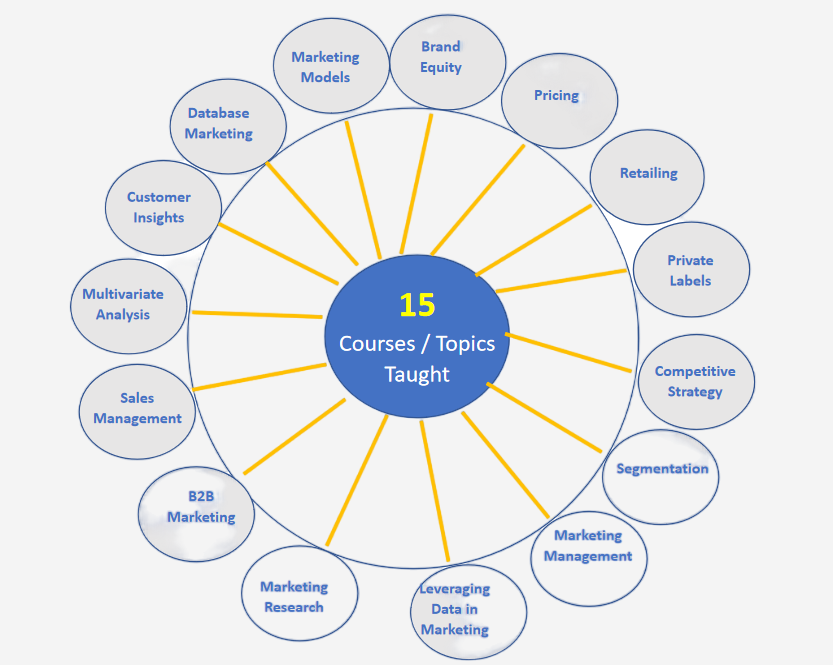 Brand
Equity
Marketing
Models
Pricing
Database
Marketing
Retailing
Customer
Insights
Private
Labels
Multivariate
Analysis
15
Courses / Topics
Taught
Competitive
Strategy
Sales
Management
Segmentation
B2B
Marketing
Marketing
Management
Marketing
Research
Leveraging
Data in
Marketing